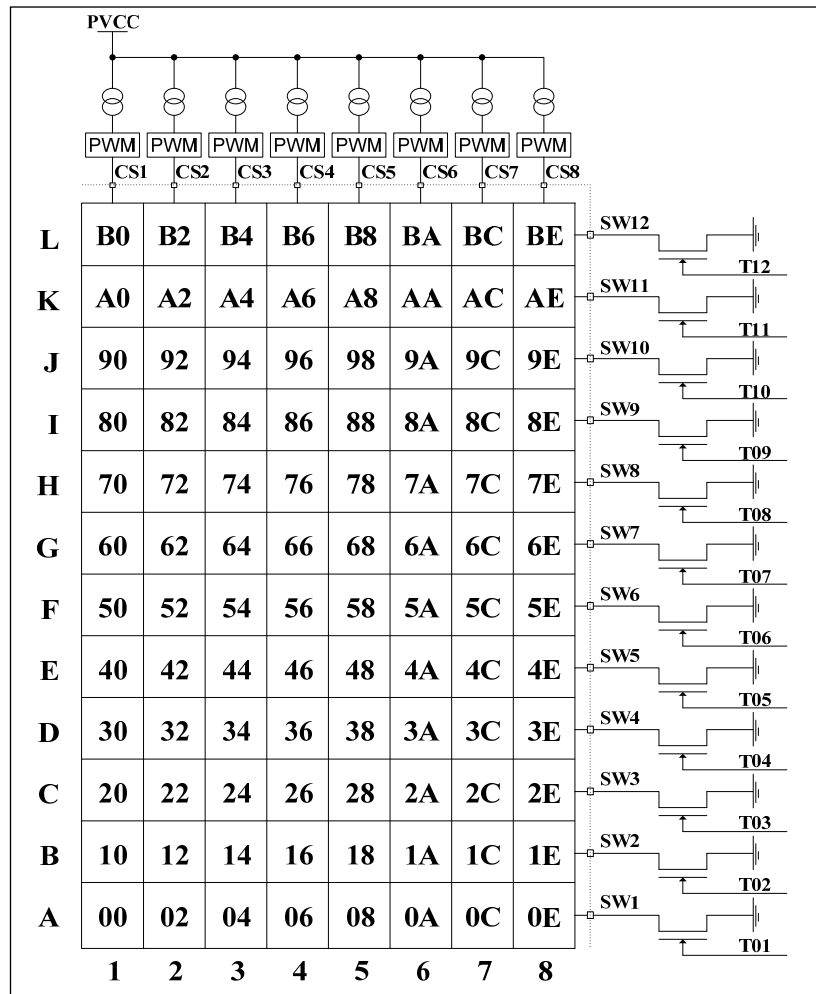 PVCC
PWM PWM PWM PWM PWM PWM PWM PWM
CS1 CS2 CS3 CS4 CS5 CS6 CS7 CS8
L B0 B2 B4 B6 B8 BA BC BE SW12
T12
K A0 A2 A4 A6 A8 AA AC AE SW11
T11
J 90 92 94 96 98 9A 9C 9E SW10
T10
I 80 82 84 86 88 8A 8C 8E SW9
T09
H 70 72 74 76 78 7A 7C 7E SW8
T08
G 60 62 64 66 68 6A 6C 6E SW7
T07
F 50 52 54 56 58 5A 5C 5E SW6
T06
E 40 42 44 46 48 4A 4C 4E SW5
T05
D 30 32 34 36 38 3A 3C 3E SW4
T04
C 20 22 24 26 28 2A 2C 2E SW3
T03
B 10 12 14 16 18 1A 1C 1E SW2
T02
A 00 02 04 06 08 0A 0C 0E SW1
T01
1 2 3 4 5 6 7 8